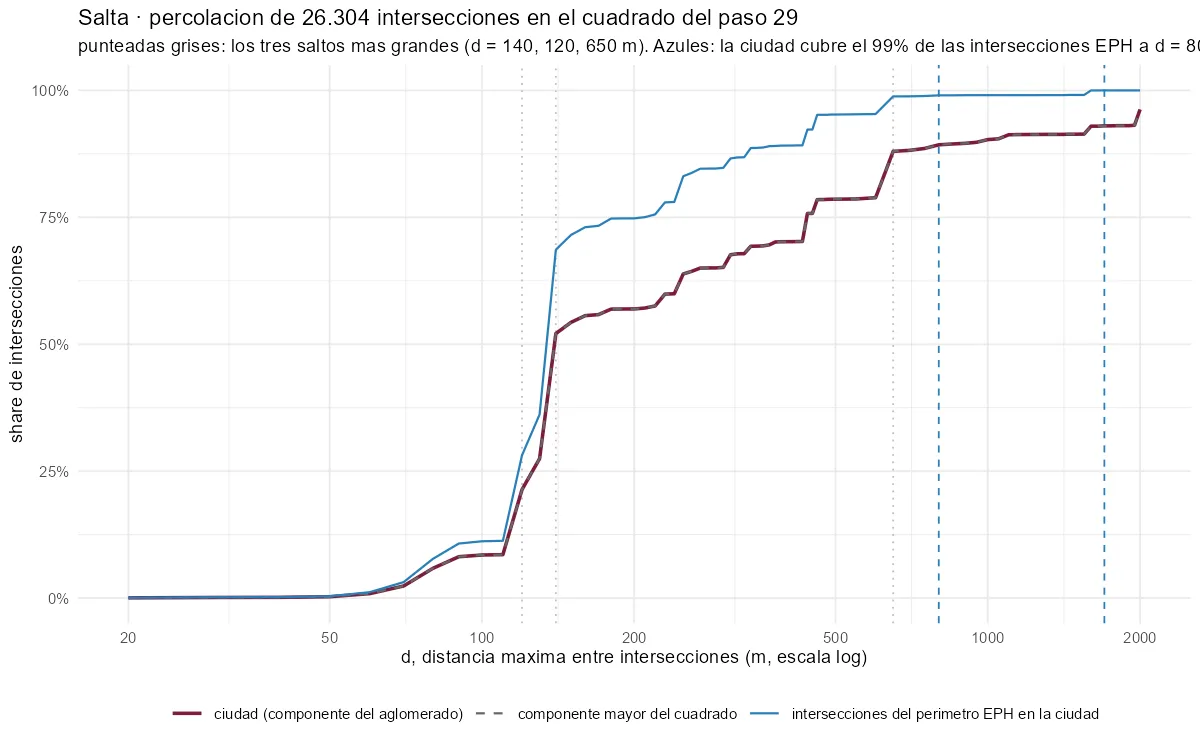 Salta · percolacion de 26.304 intersecciones en el cuadrado del paso 29
punteadas grises: los tres saltos mas grandes (d = 140, 120, 650 m). Azules: la ciudad cubre el 99% de las intersecciones EPH a d =
100%
75%
50%
25%
0%
share de intersecciones
20 50 100 200 500 1000 2000
d, distancia maxima entre intersecciones (m, escala log)
ciudad (componente del aglomerado) componente mayor del cuadrado intersecciones del perimetro EPH en la ciudad